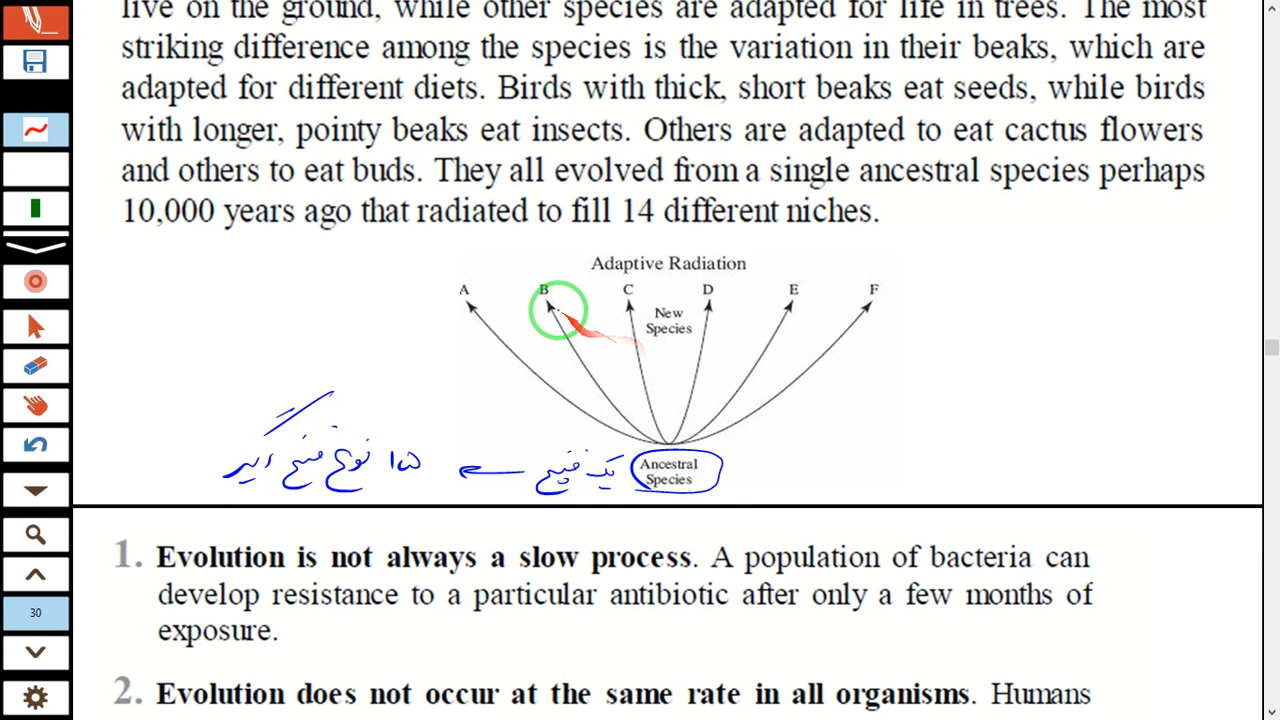 live on the ground, while other species are adapted for life in trees. The most
striking difference among the species is the variation in their beaks, which are
adapted for different diets. Birds with thick, short beaks eat seeds, while birds
with longer, pointy beaks eat insects. Others are adapted to eat cactus flowers
and others to eat buds. They all evolved from a single ancestral species perhaps
10,000 years ago that radiated to fill 14 different niches.
Adaptive Radiation
A B C D E F
New
Species
Ancestral
Species
یک فنچ ← ۱۵ نوع فنچ دیگر
1. Evolution is not always a slow process. A population of bacteria can
develop resistance to a particular antibiotic after only a few months of
exposure.
2. Evolution does not occur at the same rate in all organisms. Humans
30